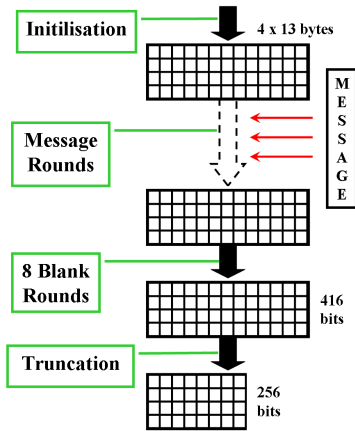 Initilisation
4 x 13 bytes
M
E
S
S
A
G
E
Message
Rounds
8 Blank
Rounds
416
bits
Truncation
256
bits